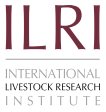 ILRI
INTERNATIONAL
LIVESTOCK RESEARCH
INSTITUTE